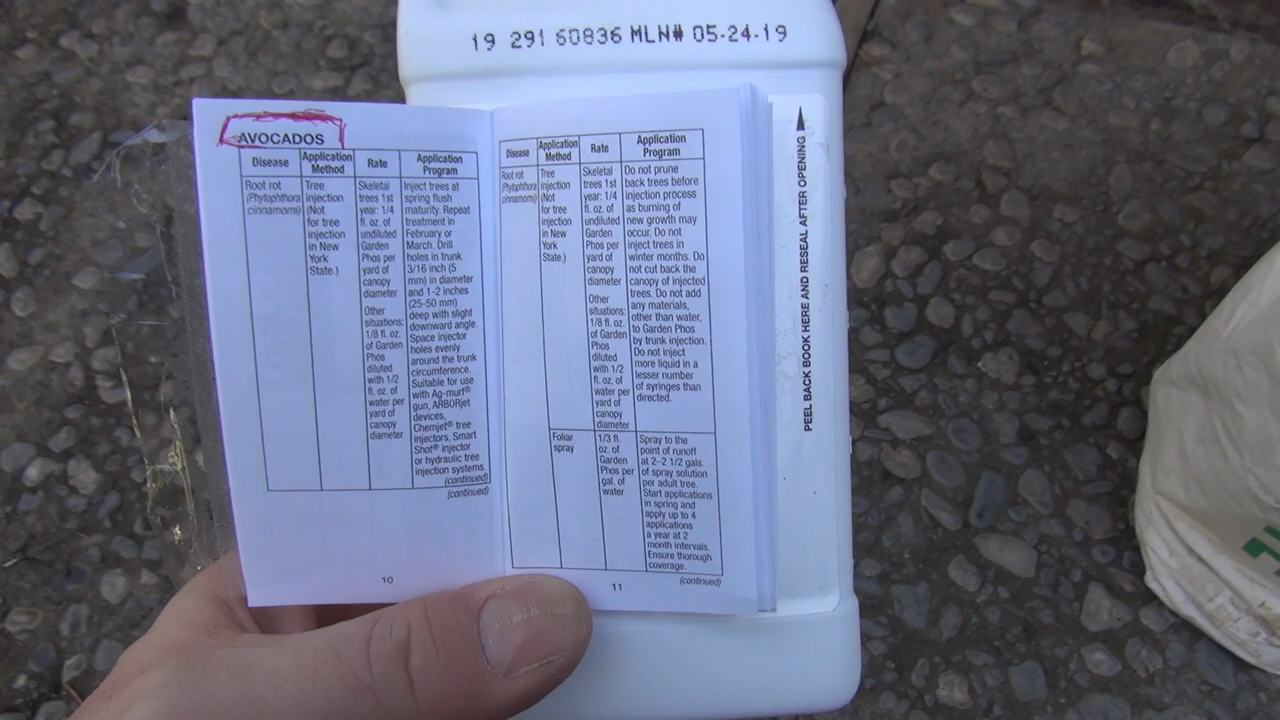 19 291 60836 MLN# 05-24-19
AVOCADOS
Disease
Application
Method
Rate
Application
Program
Root rot
(Phytophthora
cinnamomi)
Tree
injection
(Not
for tree
injection
in New
York
State.)
Skeletal
trees 1st
year: 1/4
fl. oz. of
undiluted
Garden
Phos per
yard of
canopy
diameter
Other
situations:
1/8 fl. oz.
of Garden
Phos
diluted
with 1/2
fl. oz. of
water per
yard of
canopy
diameter
Inject trees at
spring flush
maturity. Repeat
treatment in
February or
March. Drill
holes in trunk
3/16 inch (5
mm) in diameter
and 1-2 inches
(25-50 mm)
deep with slight
downward angle.
Space injector
holes evenly
around the trunk
circumference.
Suitable for use
with Ag-murf®
gun, ARBORjet
devices,
Chemjet® tree
injectors, Smart
Shot® injector
or hydraulic tree
injection systems.
(continued)
(continued)
10
Disease
Application
Method
Rate
Application
Program
Root rot
(Phytophthora
cinnamomi)
Tree
injection
(Not
for tree
injection
in New
York
State.)
Skeletal
trees 1st
year: 1/4
fl. oz. of
undiluted
Garden
Phos per
yard of
canopy
diameter
Other
situations:
1/8 fl. oz.
of Garden
Phos
diluted
with 1/2
fl. oz. of
water per
yard of
canopy
diameter
Do not prune
back trees before
injection process
as burning of
new growth may
occur. Do not
inject trees in
winter months. Do
not cut back the
canopy of injected
trees. Do not add
any materials,
other than water,
to Garden Phos
by trunk injection.
Do not inject
more liquid in a
lesser number
of syringes than
directed.
Foliar
spray
1/3 fl.
oz. of
Garden
Phos per
gal. of
water
Spray to the
point of runoff
at 2–2 1/2 gals.
of spray solution
per adult tree.
Start applications
in spring and
apply up to 4
applications
a year at 2
month intervals.
Ensure thorough
coverage.
(continued)
11
PEEL BACK BOOK HERE AND RESEAL AFTER OPENING